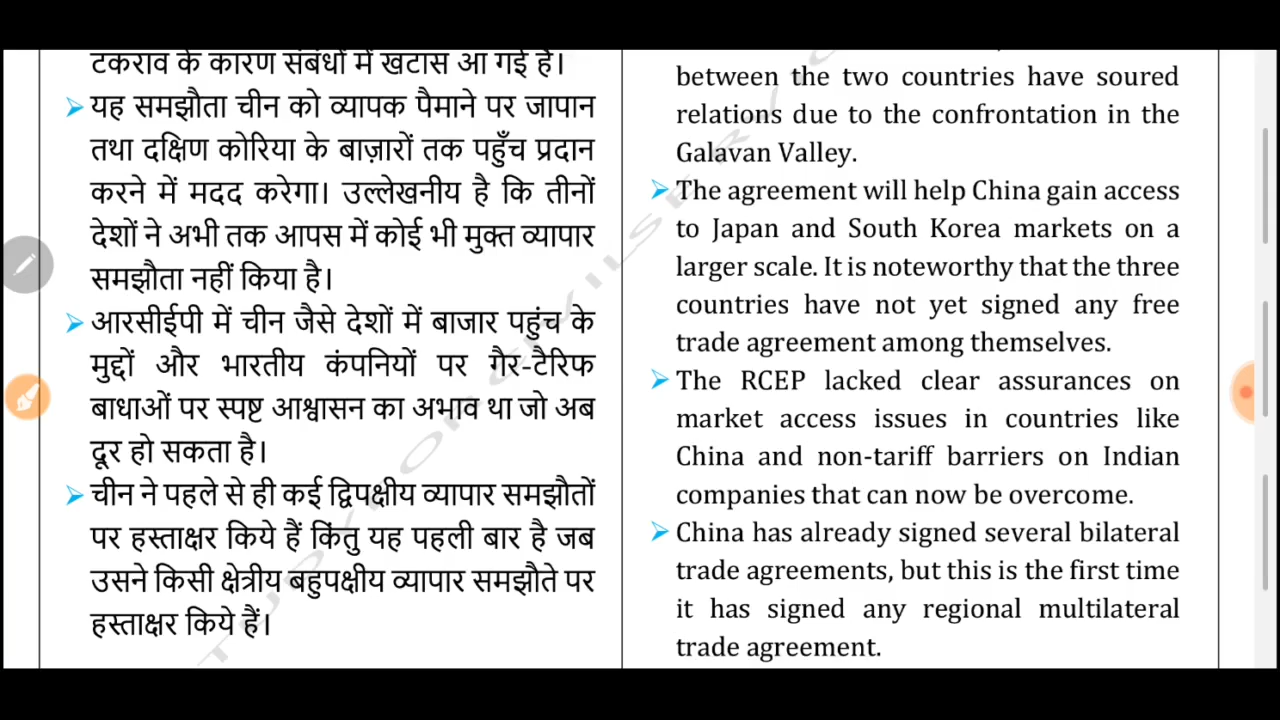 टकराव के कारण संबंधों में खटास आ गई है।
➤ यह समझौता चीन को व्यापक पैमाने पर जापान
तथा दक्षिण कोरिया के बाज़ारों तक पहुँच प्रदान
करने में मदद करेगा। उल्लेखनीय है कि तीनों
देशों ने अभी तक आपस में कोई भी मुक्त व्यापार
समझौता नहीं किया है।
➤ आरसीईपी में चीन जैसे देशों में बाजार पहुंच के
मुद्दों और भारतीय कंपनियों पर गैर-टैरिफ
बाधाओं पर स्पष्ट आश्वासन का अभाव था जो अब
दूर हो सकता है।
➤ चीन ने पहले से ही कई द्विपक्षीय व्यापार समझौतों
पर हस्ताक्षर किये हैं किंतु यह पहली बार है जब
उसने किसी क्षेत्रीय बहुपक्षीय व्यापार समझौते पर
हस्ताक्षर किये हैं।
between the two countries have soured
relations due to the confrontation in the
Galavan Valley.
➤ The agreement will help China gain access
to Japan and South Korea markets on a
larger scale. It is noteworthy that the three
countries have not yet signed any free
trade agreement among themselves.
➤ The RCEP lacked clear assurances on
market access issues in countries like
China and non-tariff barriers on Indian
companies that can now be overcome.
➤ China has already signed several bilateral
trade agreements, but this is the first time
it has signed any regional multilateral
trade agreement.